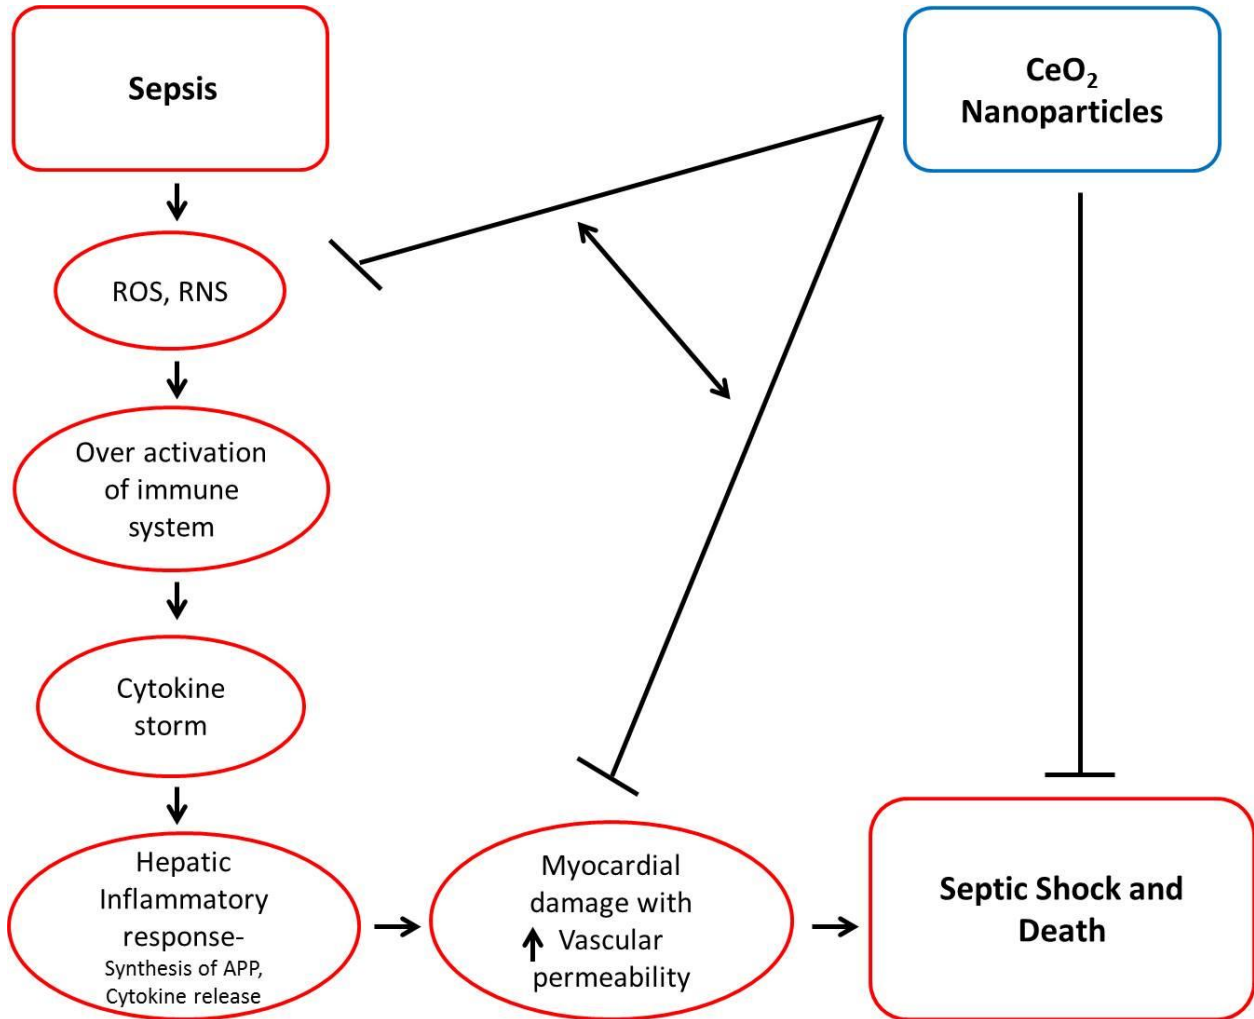 Sepsis
CeO₂
Nanoparticles
ROS, RNS
Over activation
of immune
system
Cytokine
storm
Hepatic
Inflammatory
response-
Synthesis of APP,
Cytokine release
Myocardial
damage with
Vascular
permeability
Septic Shock and
Death